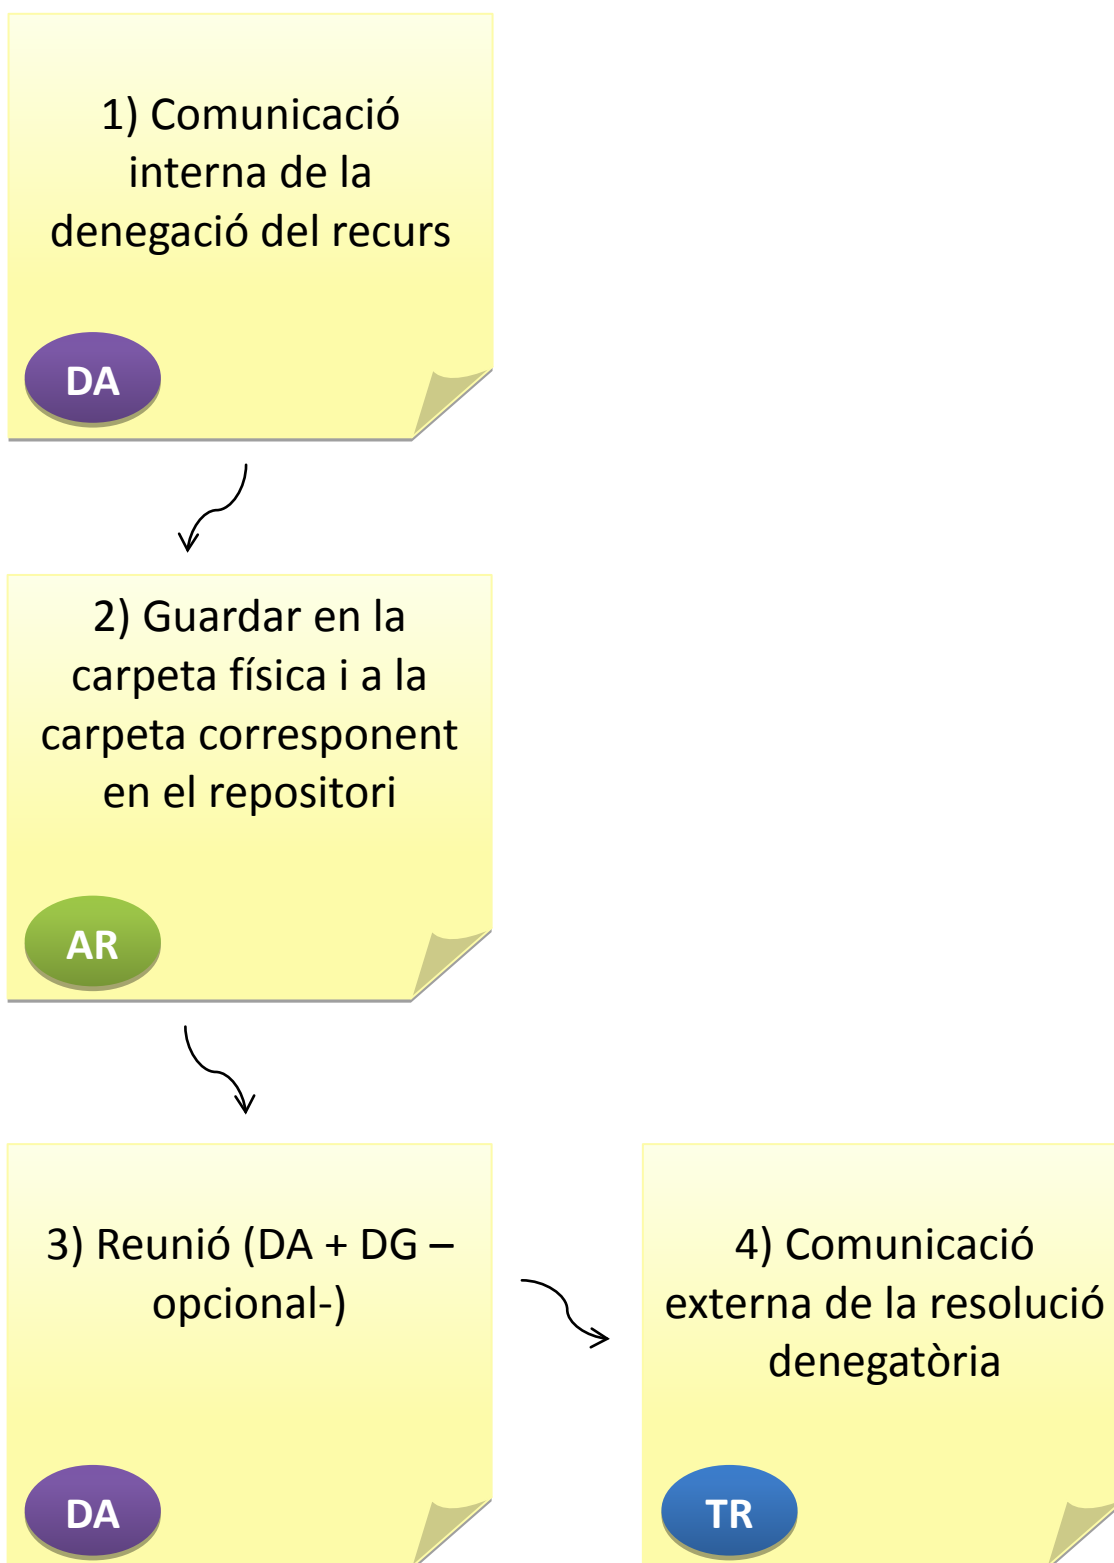 1) Comunicació
interna de la
denegació del recurs
DA
2) Guardar en la
carpeta física i a la
carpeta corresponent
en el repositori
AR
3) Reunió (DA + DG –
opcional-)
DA
4) Comunicació
externa de la resolució
denegatòria
TR